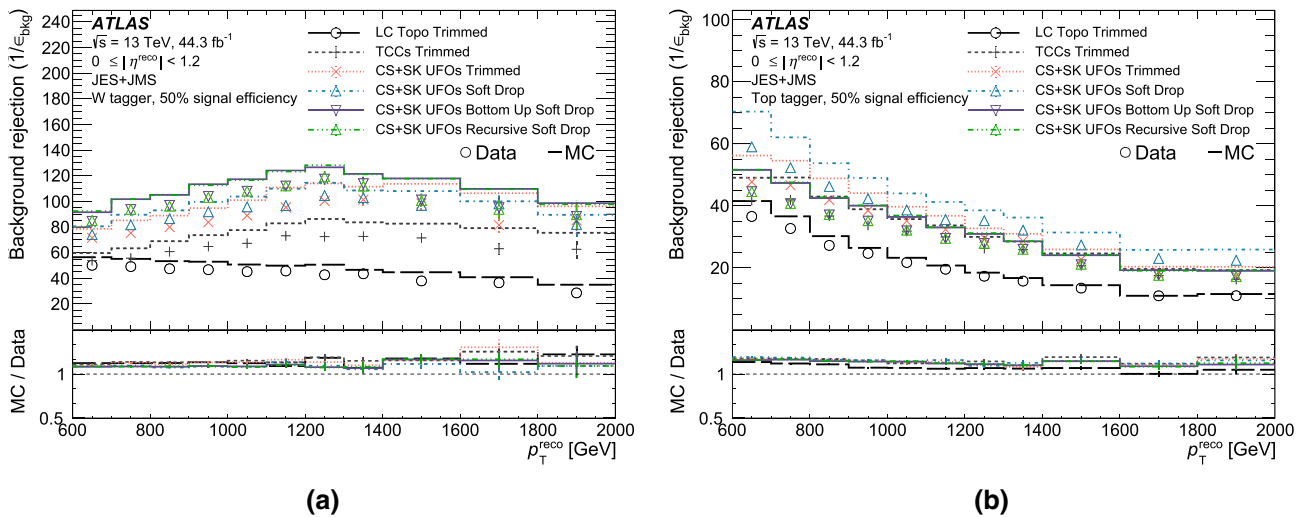 ATLAS
√s = 13 TeV, 44.3 fb⁻¹
0 ≤ | η^reco | < 1.2
JES+JMS
W tagger, 50% signal efficiency
LC Topo Trimmed
TCCs Trimmed
CS+SK UFOs Trimmed
CS+SK UFOs Soft Drop
CS+SK UFOs Bottom Up Soft Drop
CS+SK UFOs Recursive Soft Drop
Data MC
Background rejection (1/ϵ_bkg)
240
220
200
180
160
140
120
100
80
60
40
20
MC / Data
1
0.5
600 800 1000 1200 1400 1600 1800 2000
p_T^reco [GeV]
(a)
ATLAS
√s = 13 TeV, 44.3 fb⁻¹
0 ≤ | η^reco | < 1.2
JES+JMS
Top tagger, 50% signal efficiency
LC Topo Trimmed
TCCs Trimmed
CS+SK UFOs Trimmed
CS+SK UFOs Soft Drop
CS+SK UFOs Bottom Up Soft Drop
CS+SK UFOs Recursive Soft Drop
Data MC
Background rejection (1/ϵ_bkg)
100
80
60
40
20
MC / Data
1
0.5
600 800 1000 1200 1400 1600 1800 2000
p_T^reco [GeV]
(b)